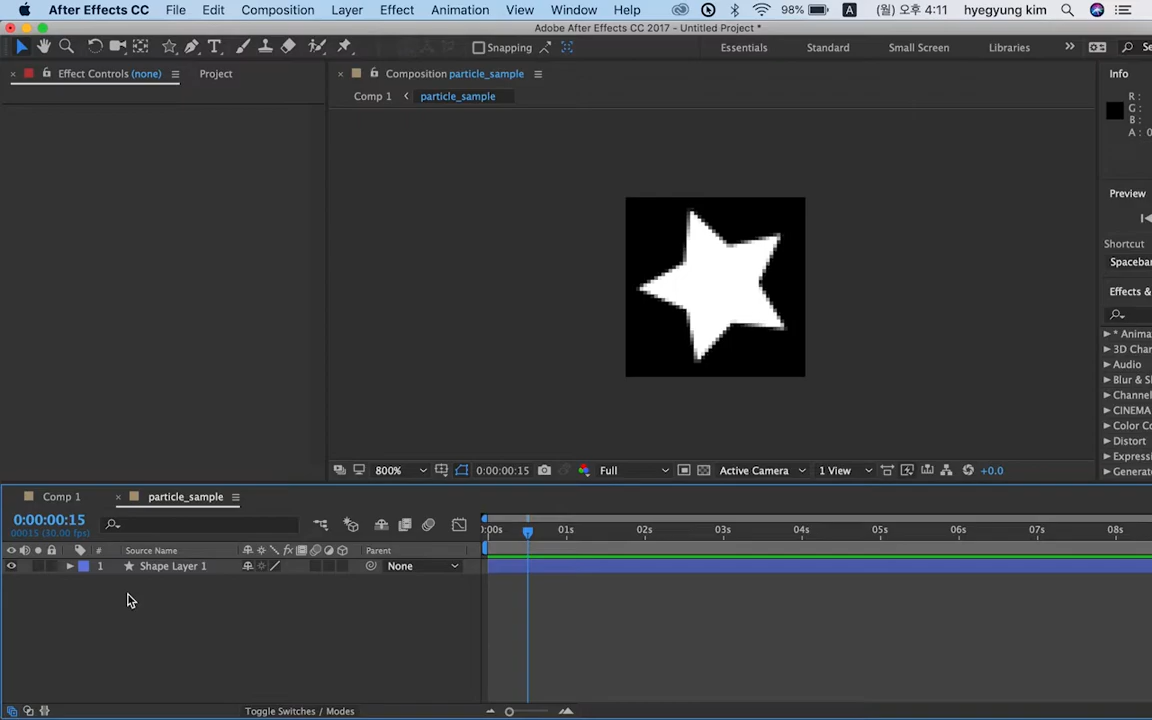 After Effects CC File Edit Composition Layer Effect Animation View Window Help 98% A (월) 오후 4:11 hyegyung kim
Adobe After Effects CC 2017 - Untitled Project *
Snapping Essentials Standard Small Screen Libraries Se
Effect Controls (none) Project Composition particle_sample Info
Comp 1 particle_sample
R :
G :
B :
A : 0
Preview
Shortcut
Spacebar
Effects &
* Anima
3D Chan
Audio
Blur & S
Channel
CINEMA
Color Co
Distort
Expressi
Generate
800% 0:00:00:15 Full Active Camera 1 View +0.0
Comp 1 particle_sample
0:00:00:15
00015 (30.00 fps)
:00s 01s 02s 03s 04s 05s 06s 07s 08s
# Source Name Parent
1 Shape Layer 1 None
Toggle Switches / Modes